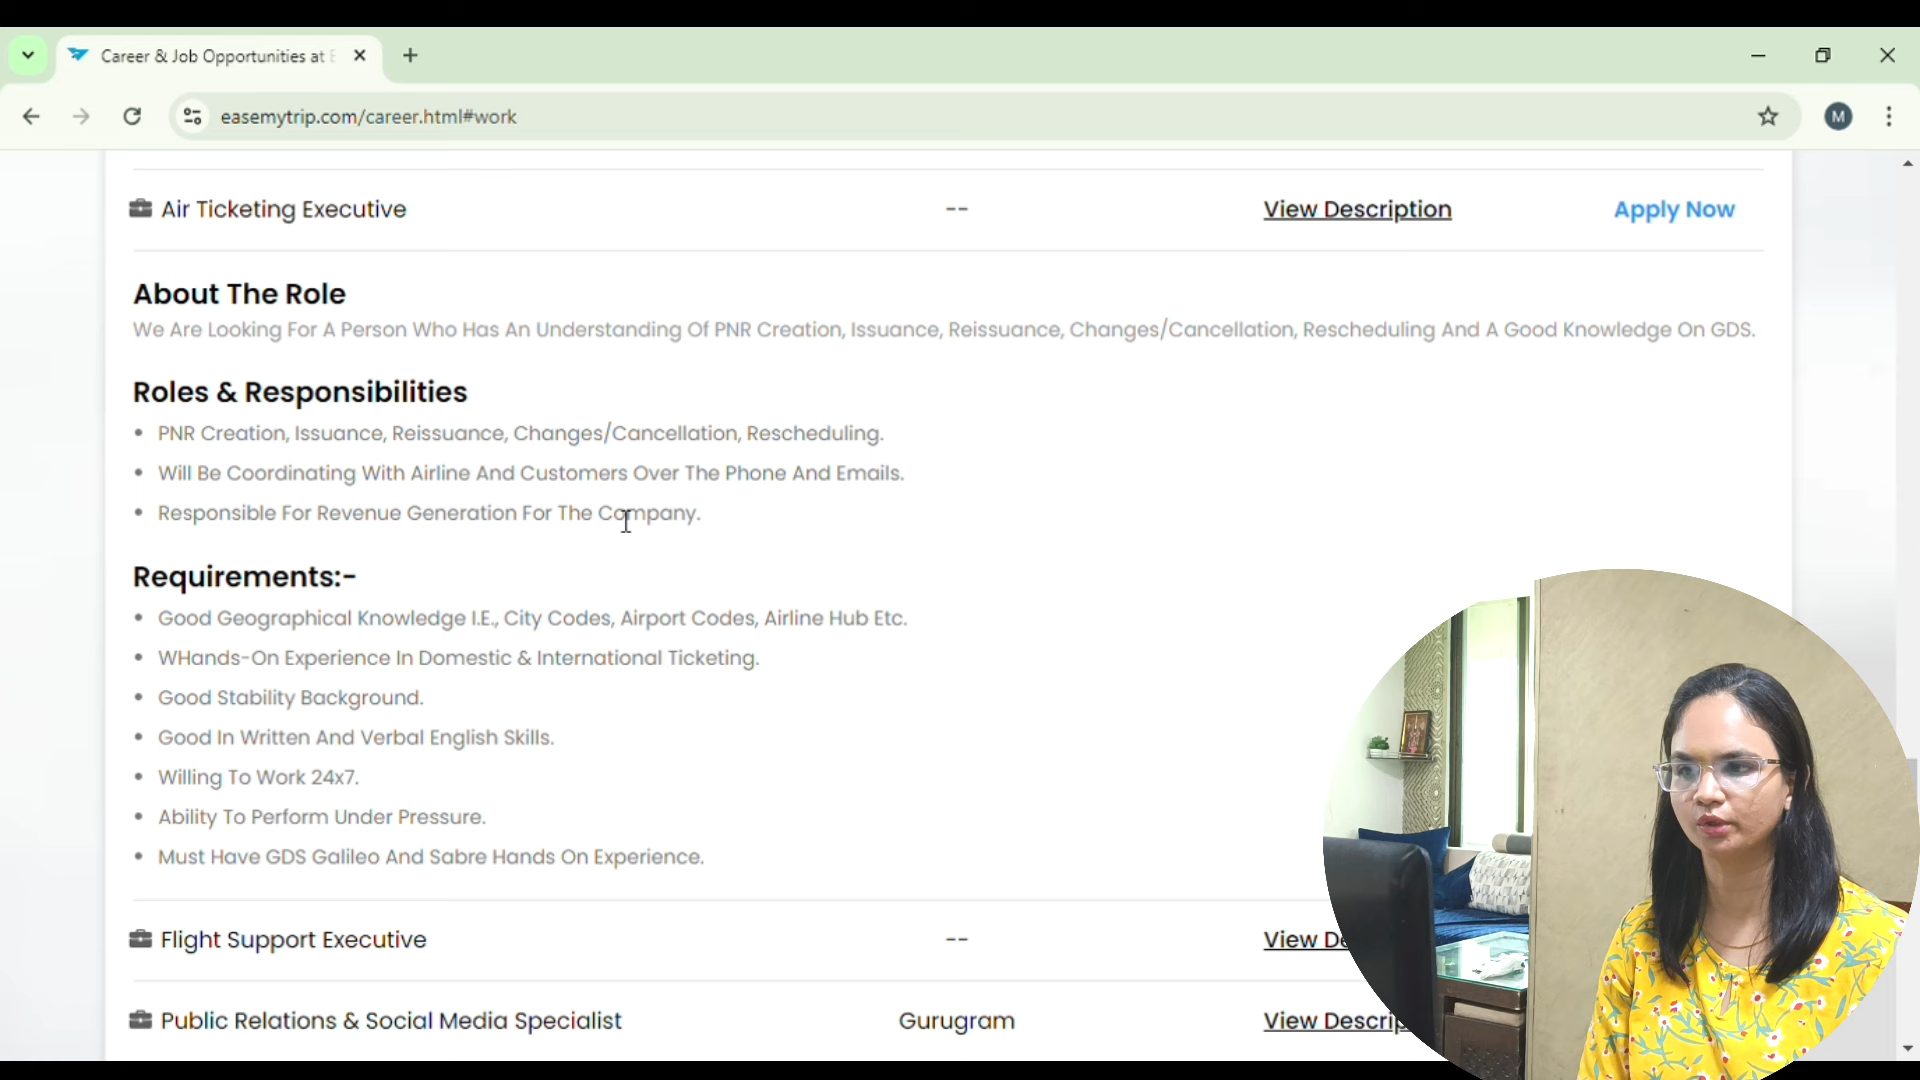 Career & Job Opportunities at E
easemytrip.com/career.html#work
M
Air Ticketing Executive -- View Description Apply Now
About The Role
We Are Looking For A Person Who Has An Understanding Of PNR Creation, Issuance, Reissuance, Changes/Cancellation, Rescheduling And A Good Knowledge On GDS.
Roles & Responsibilities
• PNR Creation, Issuance, Reissuance, Changes/Cancellation, Rescheduling.
• Will Be Coordinating With Airline And Customers Over The Phone And Emails.
• Responsible For Revenue Generation For The Company.
Requirements:-
• Good Geographical Knowledge I.E., City Codes, Airport Codes, Airline Hub Etc.
• WHands-On Experience In Domestic & International Ticketing.
• Good Stability Background.
• Good In Written And Verbal English Skills.
• Willing To Work 24x7.
• Ability To Perform Under Pressure.
• Must Have GDS Galileo And Sabre Hands On Experience.
Flight Support Executive -- View De
Public Relations & Social Media Specialist Gurugram View Descrip